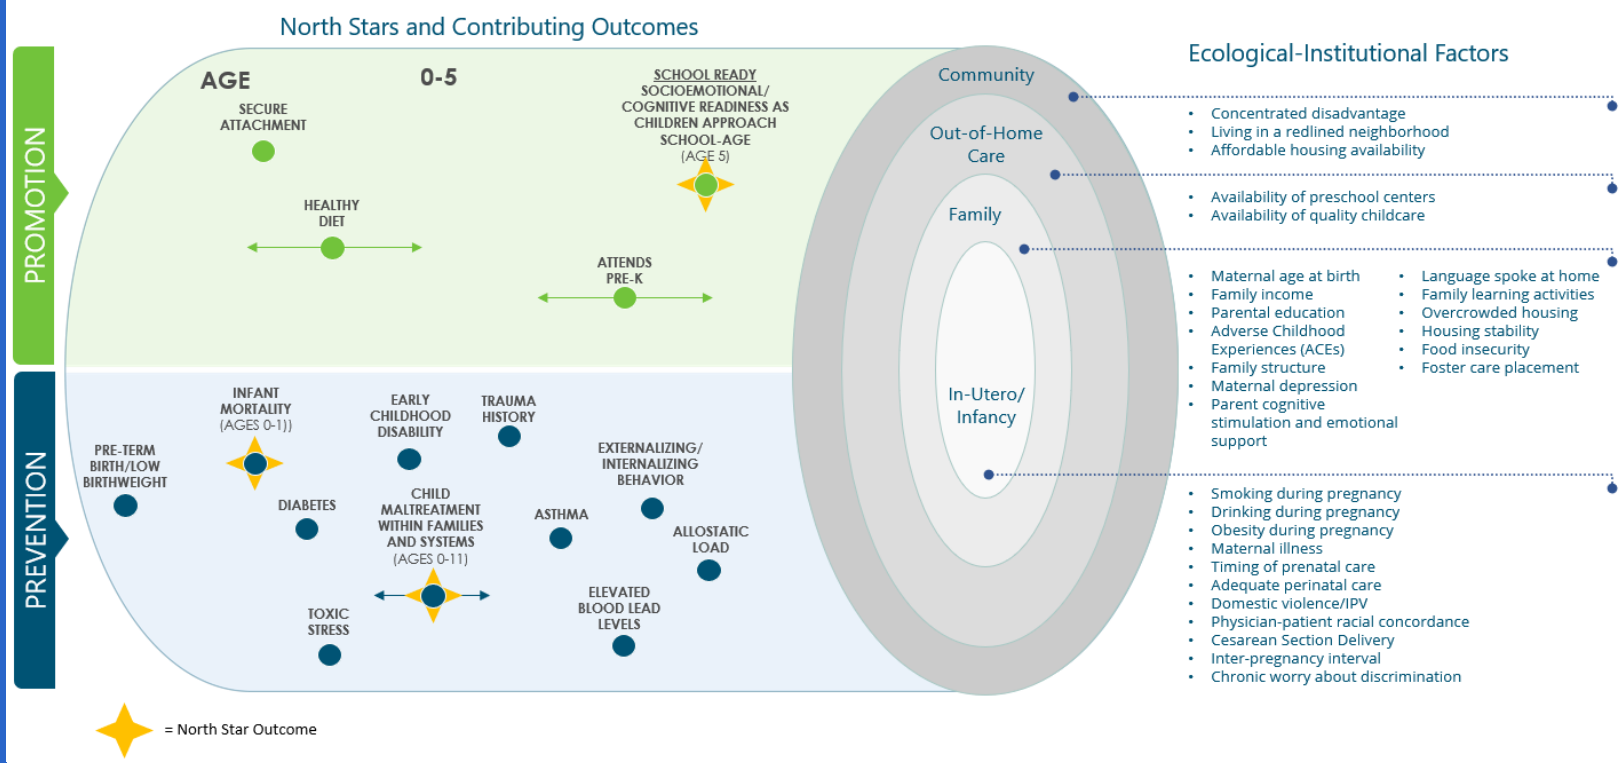 North Stars and Contributing Outcomes
Ecological-Institutional Factors
PROMOTION
AGE
0-5
SECURE
ATTACHMENT
HEALTHY
DIET
SCHOOL READY
SOCIOEMOTIONAL/
COGNITIVE READINESS AS
CHILDREN APPROACH
SCHOOL-AGE
(AGE 5)
ATTENDS
PRE-K
PREVENTION
PRE-TERM
BIRTH/LOW
BIRTHWEIGHT
INFANT
MORTALITY
(AGES 0-1))
DIABETES
EARLY
CHILDHOOD
DISABILITY
TRAUMA
HISTORY
CHILD
MALTREATMENT
WITHIN FAMILIES
AND SYSTEMS
(AGES 0-11)
TOXIC
STRESS
ASTHMA
EXTERNALIZING/
INTERNALIZING
BEHAVIOR
ALLOSTATIC
LOAD
ELEVATED
BLOOD LEAD
LEVELS
Community
Out-of-Home
Care
Family
In-Utero/
Infancy
• Concentrated disadvantage
• Living in a redlined neighborhood
• Affordable housing availability
• Availability of preschool centers
• Availability of quality childcare
• Maternal age at birth
• Family income
• Parental education
• Adverse Childhood
Experiences (ACEs)
• Family structure
• Maternal depression
• Parent cognitive
stimulation and emotional
support
• Language spoke at home
• Family learning activities
• Overcrowded housing
• Housing stability
• Food insecurity
• Foster care placement
• Smoking during pregnancy
• Drinking during pregnancy
• Obesity during pregnancy
• Maternal illness
• Timing of prenatal care
• Adequate perinatal care
• Domestic violence/IPV
• Physician-patient racial concordance
• Cesarean Section Delivery
• Inter-pregnancy interval
• Chronic worry about discrimination
= North Star Outcome